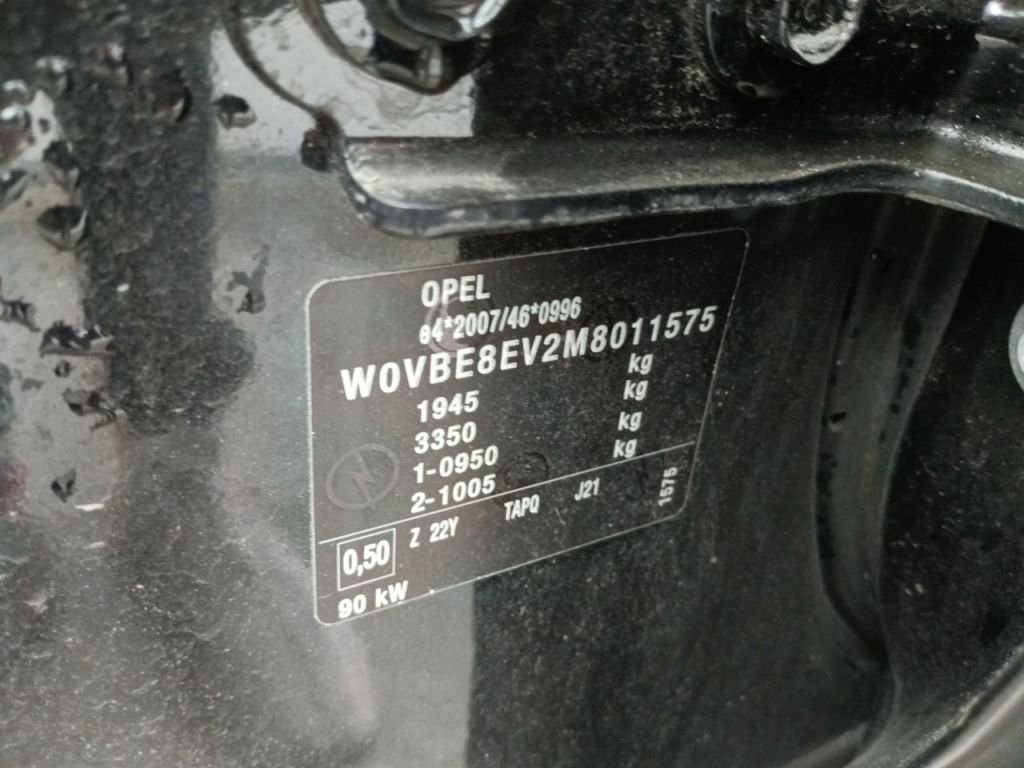 OPEL
e4*2007/46*0996
W0VBE8EV2M8011575
1945 kg
3350 kg
1-0950 kg
2-1005 kg
0,50 Z 22Y TAPQ J21 1575
90 kW